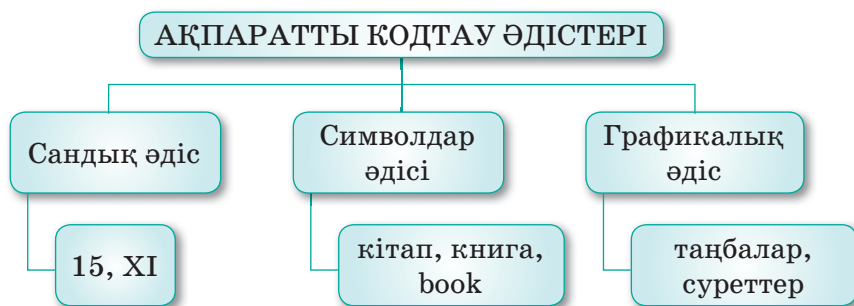 АҚПАРАТТЫ КОДТАУ ӘДІСТЕРІ
Сандық әдіс
Символдар
әдісі
Графикалық
әдіс
15, XI
кітап, книга,
book
таңбалар,
суреттер